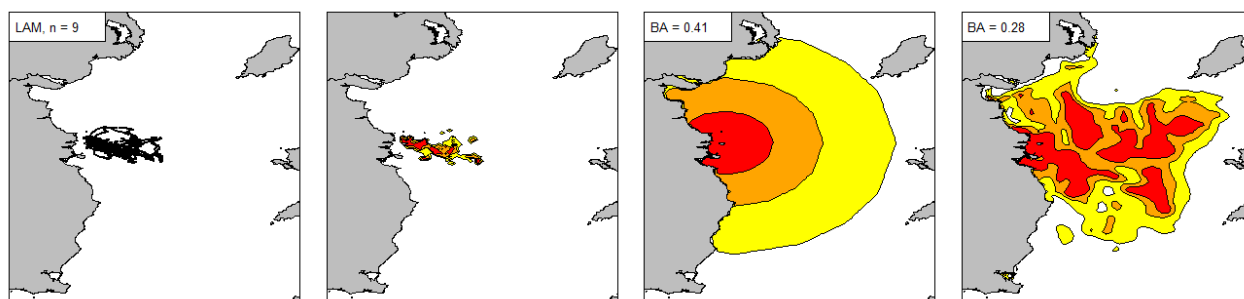 LAM, n = 9
BA = 0.41
BA = 0.28